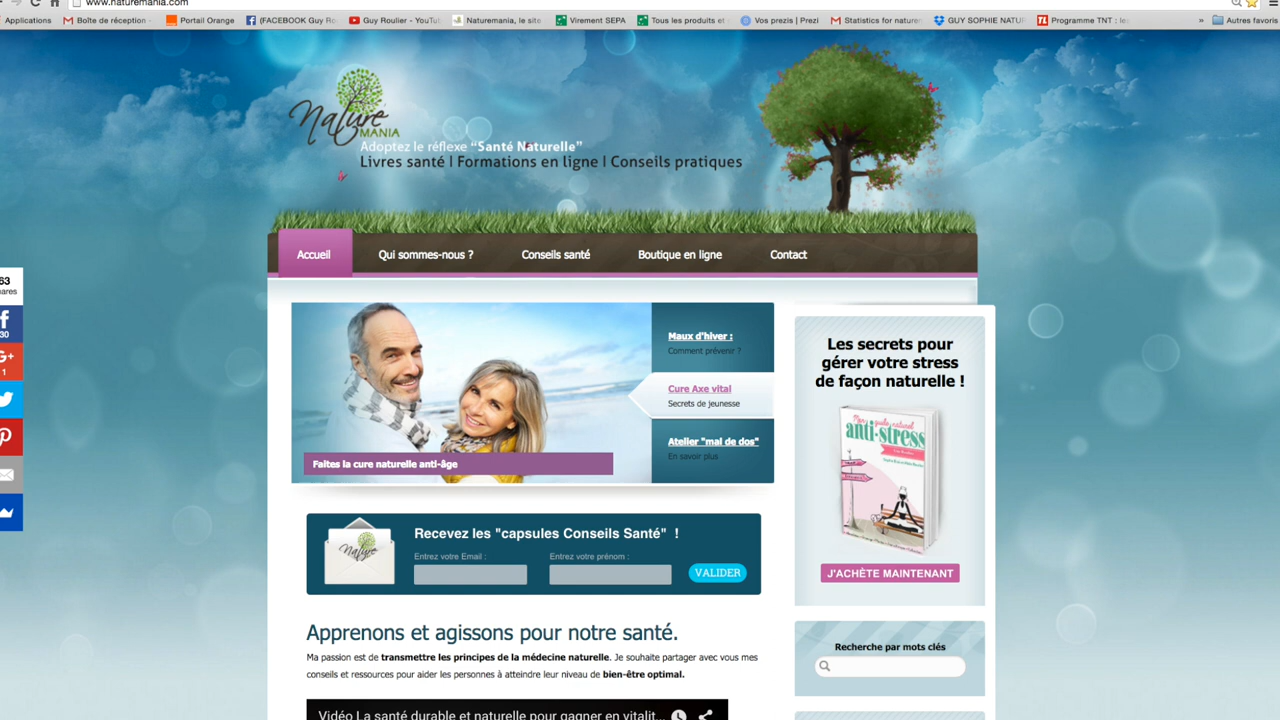 www.naturemania.com
Applications
Boîte de réception
Portail Orange
(FACEBOOK Guy Ro
Guy Roulier - YouTu
Naturemania, le site
Virement SEPA
Tous les produits et
Vos prezis | Prezi
Statistics for nature
GUY SOPHIE NATUR
Programme TNT : les
»
Autres favoris
Nature
MANIA
Adoptez le réflexe “Santé Naturelle”
Livres santé | Formations en ligne | Conseils pratiques
Accueil
Qui sommes-nous ?
Conseils santé
Boutique en ligne
Contact
63
ares
30
G+
1
Maux d'hiver :
Comment prévenir ?
Cure Axe vital
Secrets de jeunesse
Atelier "mal de dos"
En savoir plus
Faites la cure naturelle anti-âge
Les secrets pour
gérer votre stress
de façon naturelle !
Mon guide naturel
anti-stress
J'ACHÈTE MAINTENANT
Recevez les "capsules Conseils Santé" !
Nature
Entrez votre Email :
Entrez votre prénom :
VALIDER
Apprenons et agissons pour notre santé.
Ma passion est de transmettre les principes de la médecine naturelle. Je souhaite partager avec vous mes
conseils et ressources pour aider les personnes à atteindre leur niveau de bien-être optimal.
Recherche par mots clés
Vidéo La santé durable et naturelle pour gagner en vitalit...